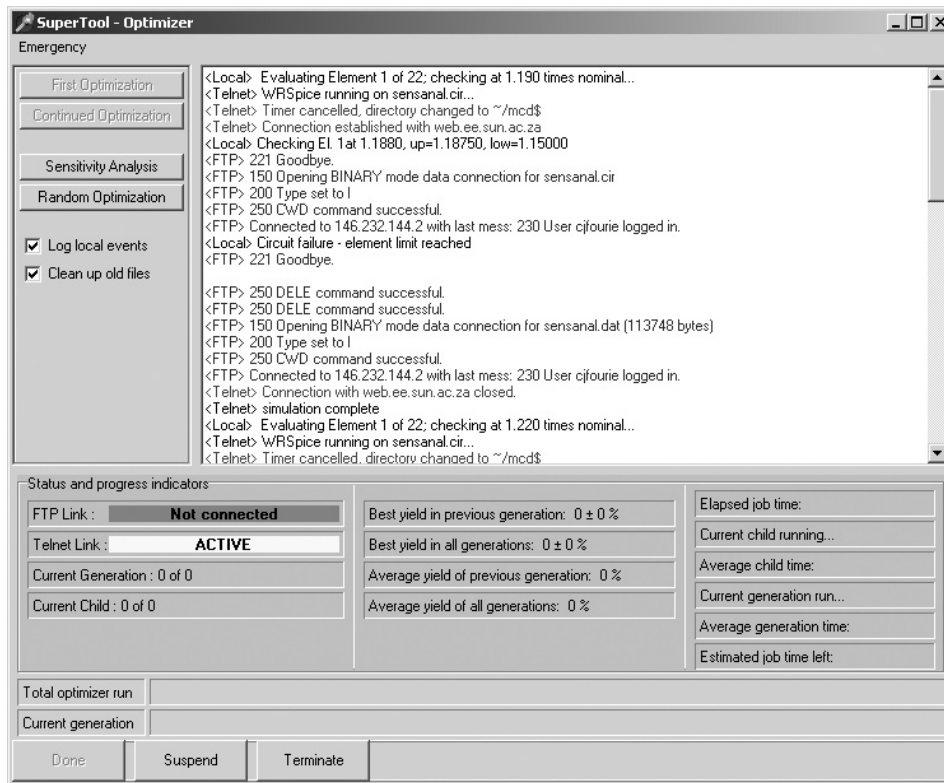 SuperTool - Optimizer
Emergency
First Optimization
Continued Optimization
Sensitivity Analysis
Random Optimization
Log local events
Clean up old files
<Local> Evaluating Element 1 of 22; checking at 1.190 times nominal...
<Telnet> WRSpice running on sensanal.cir...
<Telnet> Timer cancelled, directory changed to ~/mcd$
<Telnet> Connection established with web.ee.sun.ac.za
<Local> Checking El. 1at 1.1880, up=1.18750, low=1.15000
<FTP> 221 Goodbye.
<FTP> 150 Opening BINARY mode data connection for sensanal.cir
<FTP> 200 Type set to I
<FTP> 250 CWD command successful.
<FTP> Connected to 146.232.144.2 with last mess: 230 User cjfourie logged in.
<Local> Circuit failure - element limit reached
<FTP> 221 Goodbye.
<FTP> 250 DELE command successful.
<FTP> 250 DELE command successful.
<FTP> 150 Opening BINARY mode data connection for sensanal.dat (113748 bytes)
<FTP> 200 Type set to I
<FTP> 250 CWD command successful.
<FTP> Connected to 146.232.144.2 with last mess: 230 User cjfourie logged in.
<Telnet> Connection with web.ee.sun.ac.za closed.
<Telnet> simulation complete
<Local> Evaluating Element 1 of 22; checking at 1.220 times nominal...
<Telnet> WRSpice running on sensanal.cir...
<Telnet> Timer cancelled, directory changed to ~/mcd$
Status and progress indicators
FTP Link : Not connected
Telnet Link : ACTIVE
Current Generation : 0 of 0
Current Child : 0 of 0
Best yield in previous generation: 0 ± 0 %
Best yield in all generations: 0 ± 0 %
Average yield of previous generation: 0 %
Average yield of all generations: 0 %
Elapsed job time:
Current child running...
Average child time:
Current generation run...
Average generation time:
Estimated job time left:
Total optimizer run
Current generation
Done
Suspend
Terminate